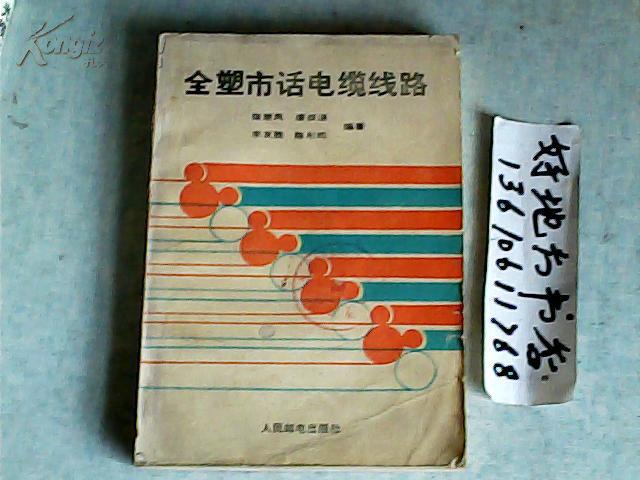 Kongfz
全塑市话电缆线路
编著
人民邮电出版社
好地方书店
13610611768